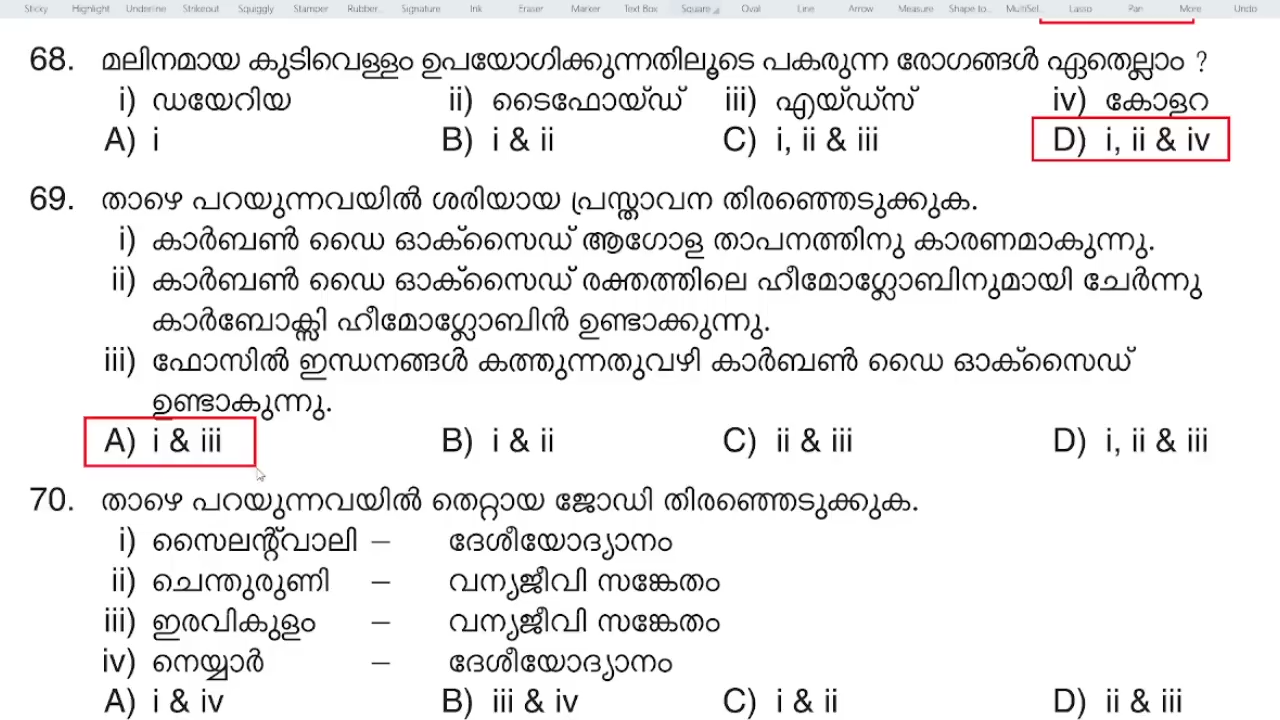 Sticky Highlight Underline Strikeout Squiggly Stamper Rubber.. Signature Ink Eraser Marker Text Box Square Oval Line Arrow Measure Shape to.. MultiSel.. Lasso Pan More Undo
68. മലിനമായ കുടിവെള്ളം ഉപയോഗിക്കുന്നതിലൂടെ പകരുന്ന രോഗങ്ങൾ ഏതെല്ലാം ?
i) ഡയേറിയ ii) ടൈഫോയ്ഡ് iii) എയ്ഡ്സ് iv) കോളറ
A) i B) i & ii C) i, ii & iii D) i, ii & iv
69. താഴെ പറയുന്നവയിൽ ശരിയായ പ്രസ്താവന തിരഞ്ഞെടുക്കുക.
i) കാർബൺ ഡൈ ഓക്സൈഡ് ആഗോള താപനത്തിനു കാരണമാകുന്നു.
ii) കാർബൺ ഡൈ ഓക്സൈഡ് രക്തത്തിലെ ഹീമോഗ്ലോബിനുമായി ചേർന്നു
കാർബോക്സി ഹീമോഗ്ലോബിൻ ഉണ്ടാക്കുന്നു.
iii) ഫോസിൽ ഇന്ധനങ്ങൾ കത്തുന്നതുവഴി കാർബൺ ഡൈ ഓക്സൈഡ്
ഉണ്ടാകുന്നു.
A) i & iii B) i & ii C) ii & iii D) i, ii & iii
70. താഴെ പറയുന്നവയിൽ തെറ്റായ ജോഡി തിരഞ്ഞെടുക്കുക.
i) സൈലന്റ്‌വാലി – ദേശീയോദ്യാനം
ii) ചെന്തുരുണി – വന്യജീവി സങ്കേതം
iii) ഇരവികുളം – വന്യജീവി സങ്കേതം
iv) നെയ്യാർ – ദേശീയോദ്യാനം
A) i & iv B) iii & iv C) i & ii D) ii & iii